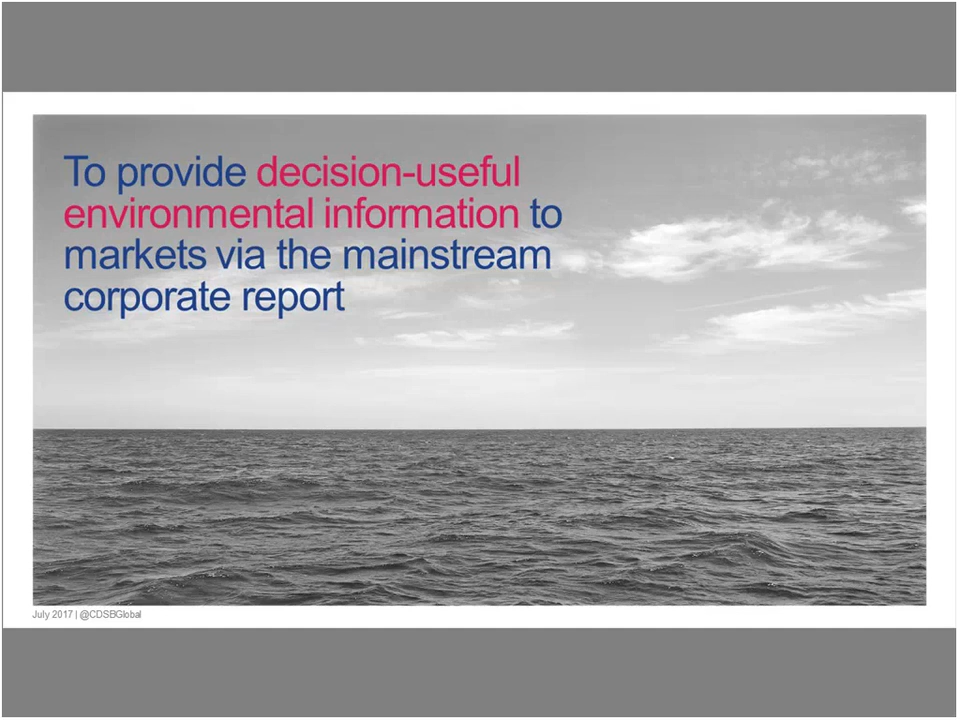 To provide decision-useful
environmental information to
markets via the mainstream
corporate report
July 2017 | @CDSBGlobal